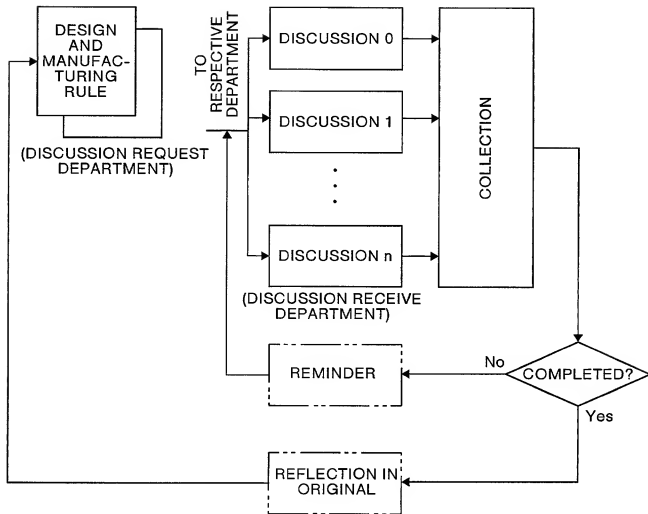 DESIGN
AND
MANUFAC-
TURING
RULE
(DISCUSSION REQUEST
DEPARTMENT)
TO
RESPECTIVE
DEPARTMENT
DISCUSSION 0
DISCUSSION 1
DISCUSSION n
(DISCUSSION RECEIVE
DEPARTMENT)
COLLECTION
COMPLETED?
No
Yes
REMINDER
REFLECTION IN
ORIGINAL